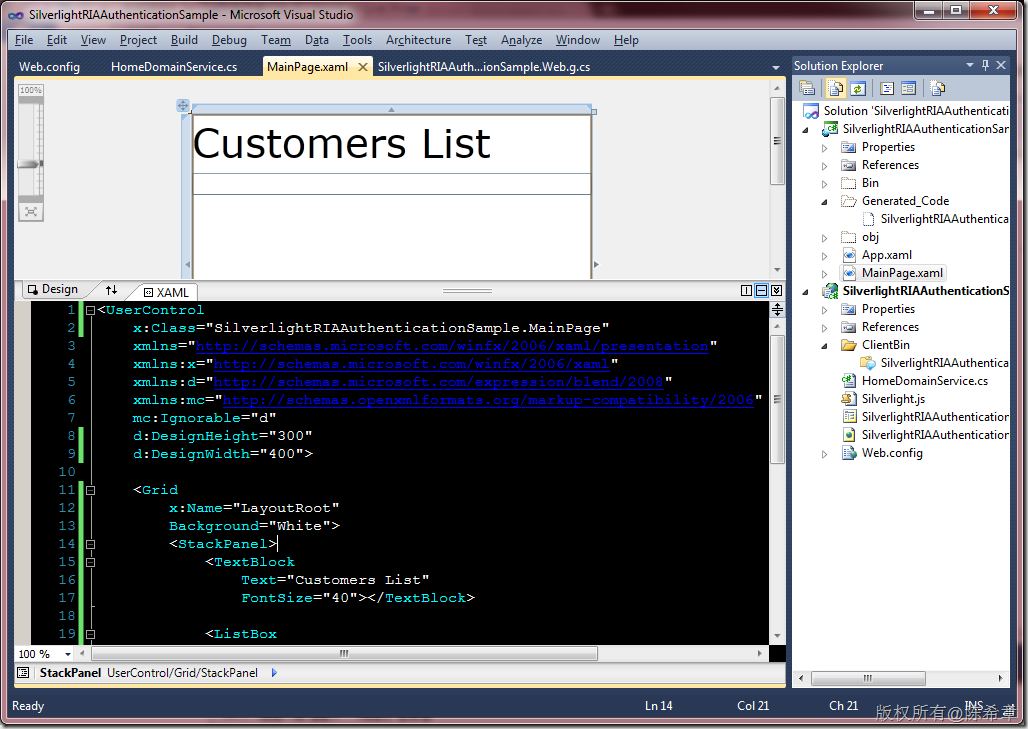 SilverlightRIAAuthenticationSample - Microsoft Visual Studio
File Edit View Project Build Debug Team Data Tools Architecture Test Analyze Window Help
Web.config HomeDomainService.cs MainPage.xaml SilverlightRIAAuth...ionSample.Web.g.cs
100%
Customers List
Design XAML
1 <UserControl
2 x:Class="SilverlightRIAAuthenticationSample.MainPage"
3 xmlns="http://schemas.microsoft.com/winfx/2006/xaml/presentation"
4 xmlns:x="http://schemas.microsoft.com/winfx/2006/xaml"
5 xmlns:d="http://schemas.microsoft.com/expression/blend/2008"
6 xmlns:mc="http://schemas.openxmlformats.org/markup-compatibility/2006"
7 mc:Ignorable="d"
8 d:DesignHeight="300"
9 d:DesignWidth="400">
10
11 <Grid
12 x:Name="LayoutRoot"
13 Background="White">
14 <StackPanel>
15 <TextBlock
16 Text="Customers List"
17 FontSize="40"></TextBlock>
18
19 <ListBox
100 %
StackPanel UserControl/Grid/StackPanel
Solution Explorer
Solution 'SilverlightRIAAuthenticati
SilverlightRIAAuthenticationSan
Properties
References
Bin
Generated_Code
SilverlightRIAAuthentica
obj
App.xaml
MainPage.xaml
SilverlightRIAAuthenticationS
Properties
References
ClientBin
SilverlightRIAAuthentica
HomeDomainService.cs
Silverlight.js
SilverlightRIAAuthentication
SilverlightRIAAuthentication
Web.config
Ready Ln 14 Col 21 Ch 21 INS
版权所有@陈希章